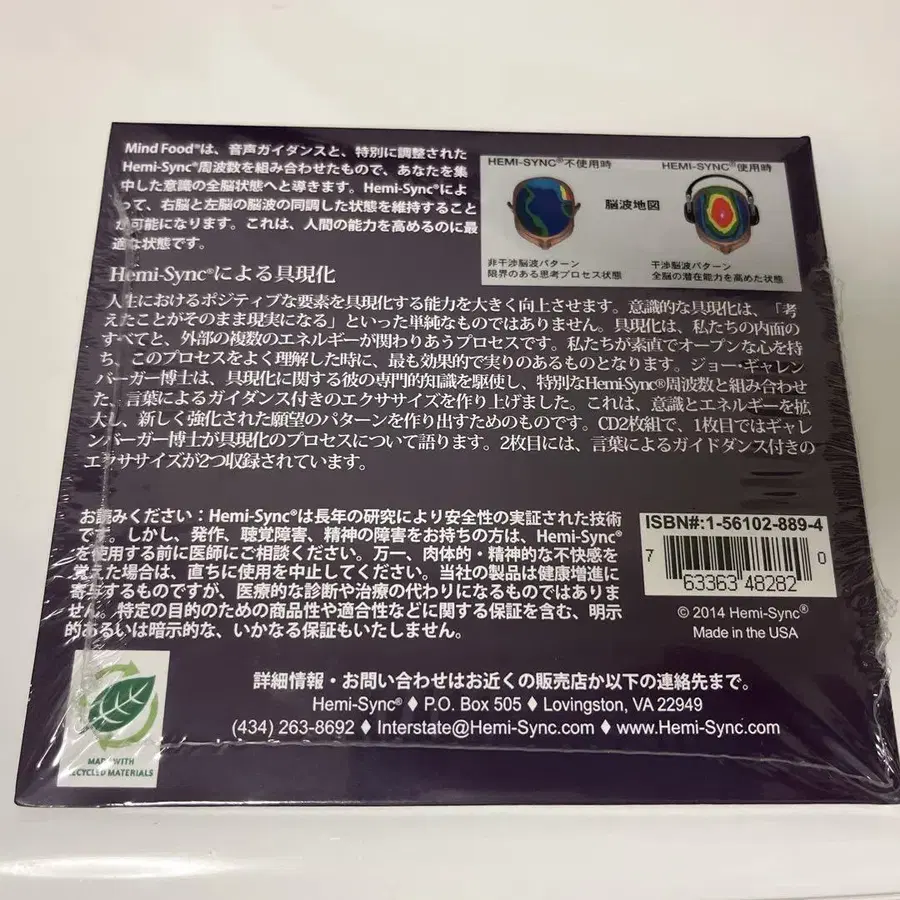 Mind Food®は、音声ガイダンスと、特別に調整された
Hemi-Sync®周波数を組み合わせたもので、あなたを集
中した意識の全脳状態へと導きます。Hemi-Sync®によ
って、右脳と左脳の脳波の同調した状態を維持すること
が可能になります。これは、人間の能力を高めるのに最
適な状態です。
HEMI-SYNC®不使用時
HEMI-SYNC®使用時
脳波地図
非干渉脳波パターン
限界のある思考プロセス状態
干渉脳波パターン
全脳の潜在能力を高めた状態
Hemi-Sync®による具現化
人生におけるポジティブな要素を具現化する能力を大きく向上させます。意識的な具現化は、「考
えたことがそのまま現実になる」といった単純なものではありません。具現化は、私たちの内面の
すべてと、外部の複数のエネルギーが関わりあうプロセスです。私たちが素直でオープンな心を持
ち、このプロセスをよく理解した時に、最も効果的で実りのあるものとなります。ジョー・ギャレン
バーガー博士は、具現化に関する彼の専門的知識を駆使し、特別なHemi-Sync®周波数と組み合わせ
た、言葉によるガイダンス付きのエクササイズを作り上げました。これは、意識とエネルギーを拡
大し、新しく強化された願望のパターンを作り出すためのものです。CD2枚組で、1枚目ではギャレ
ンバーガー博士が具現化のプロセスについて語ります。2枚目には、言葉によるガイドダンス付きの
エクササイズが2つ収録されています。
お読みください：Hemi-Sync®は長年の研究により安全性の実証された技術
です。しかし、発作、聴覚障害、精神の障害をお持ちの方は、Hemi-Sync®
を使用する前に医師にご相談ください。万一、肉体的・精神的な不快感を
覚えた場合は、直ちに使用を中止してください。当社の製品は健康増進に
寄与するものですが、医療的な診断や治療の代わりになるものではありま
せん。特定の目的のための商品性や適合性などに関する保証を含む、明示
的あるいは暗示的な、いかなる保証もいたしません。
ISBN#:1-56102-889-4
7 63363 48282 0
© 2014 Hemi-Sync®
Made in the USA
詳細情報・お問い合わせはお近くの販売店か以下の連絡先まで。
Hemi-Sync® ♦ P.O. Box 505 ♦ Lovingston, VA 22949
(434) 263-8692 ♦ Interstate@Hemi-Sync.com ♦ www.Hemi-Sync.com
MADE WITH
RECYCLED MATERIALS